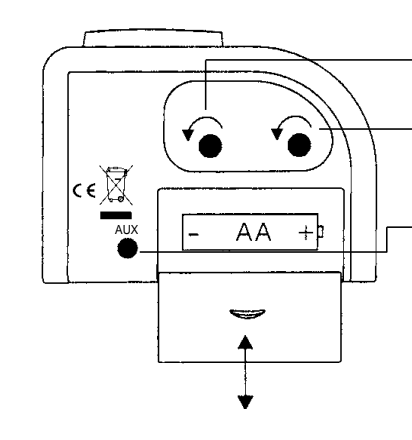 CE
AUX
- AA +